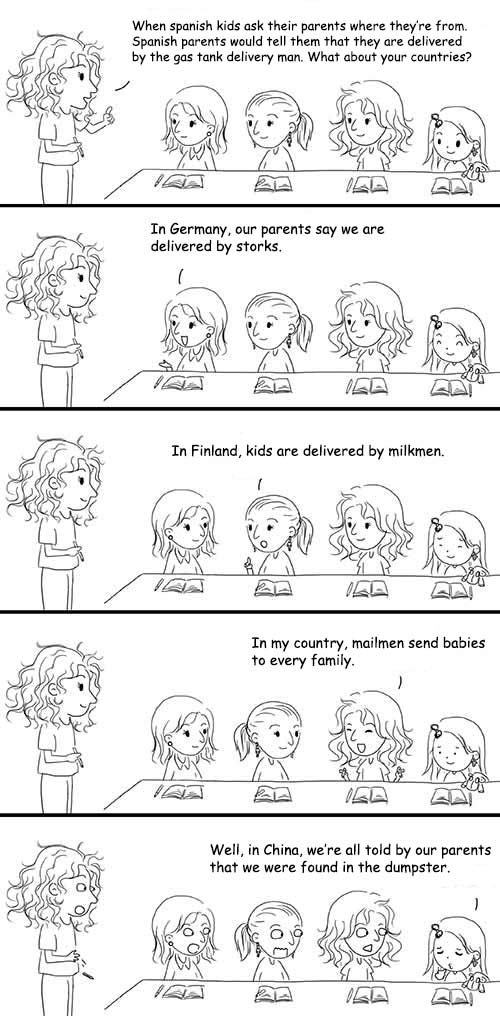 When spanish kids ask their parents where they're from.
Spanish parents would tell them that they are delivered
by the gas tank delivery man. What about your countries?
In Germany, our parents say we are
delivered by storks.
In Finland, kids are delivered by milkmen.
In my country, mailmen send babies
to every family.
Well, in China, we're all told by our parents
that we were found in the dumpster.